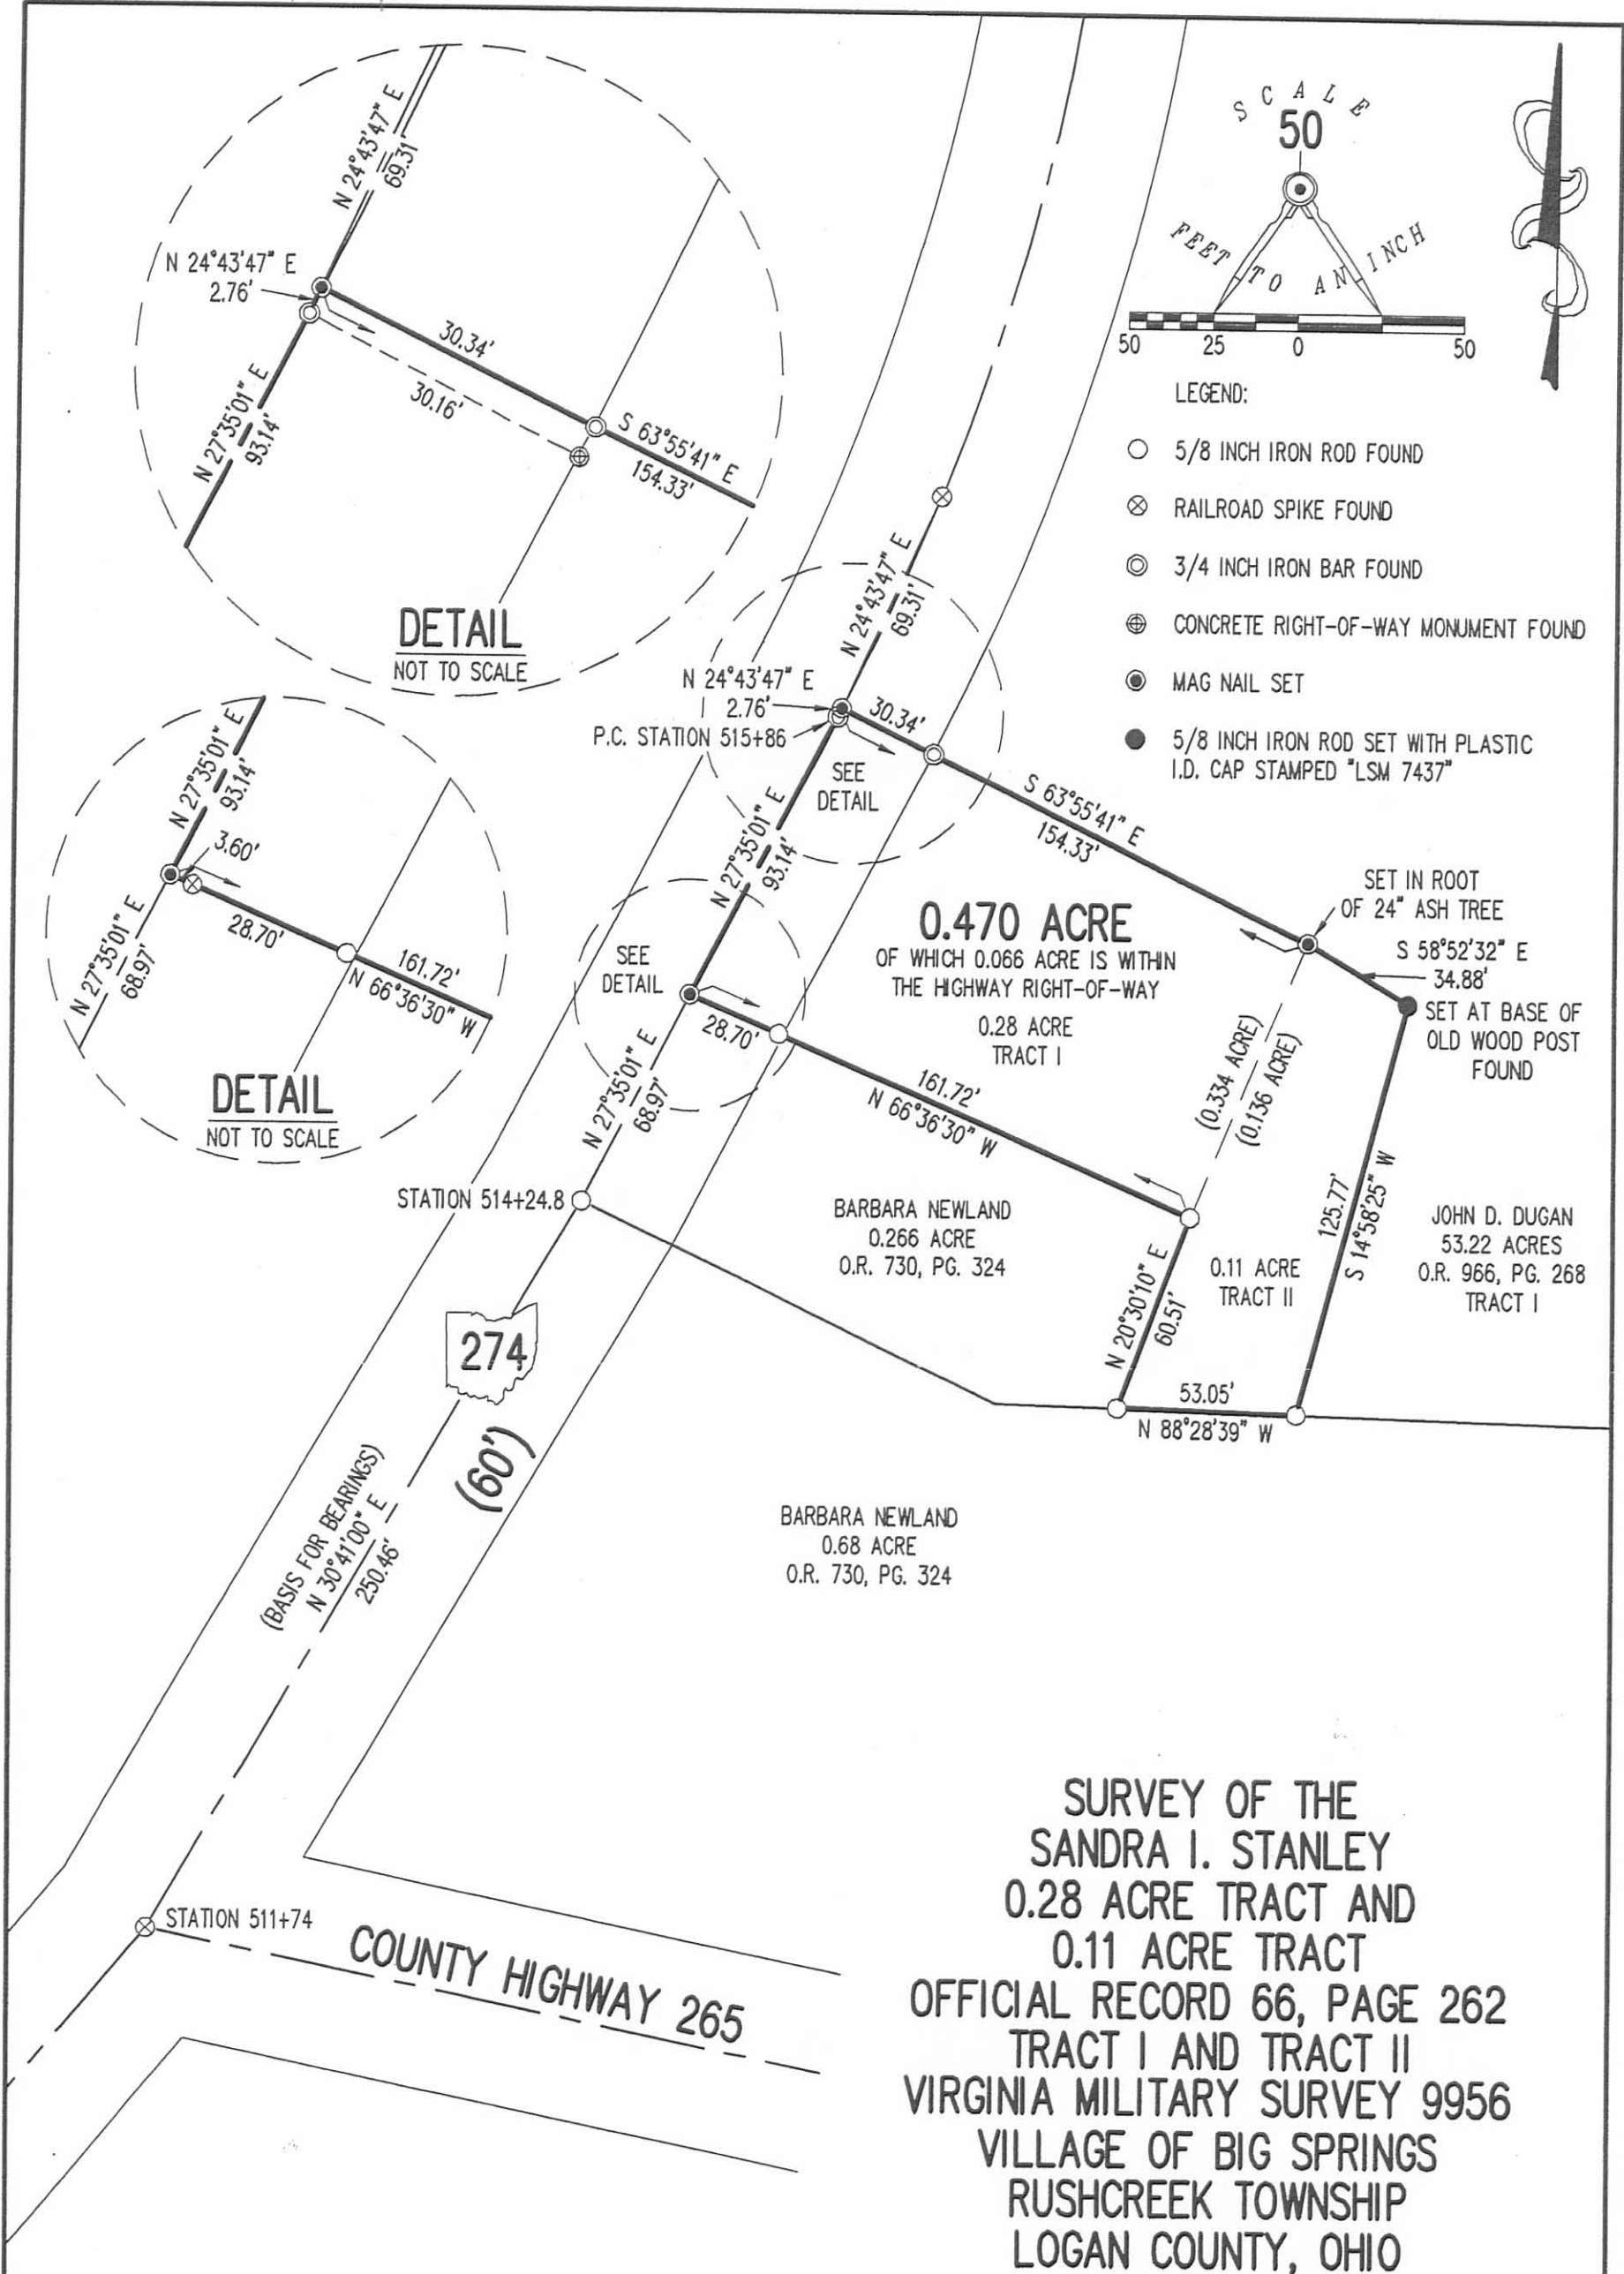 N 24°43'47" E
69.31'
N 24°43'47" E
2.76'
30.34'
30.16'
N 27°35'01" E
93.14'
S 63°55'41" E
154.33'
DETAIL
NOT TO SCALE
SCALE
50
FEET TO AN INCH
50 25 0 50
LEGEND:
5/8 INCH IRON ROD FOUND
RAILROAD SPIKE FOUND
3/4 INCH IRON BAR FOUND
CONCRETE RIGHT-OF-WAY MONUMENT FOUND
MAG NAIL SET
5/8 INCH IRON ROD SET WITH PLASTIC
I.D. CAP STAMPED "LSM 7437"
N 27°35'01" E
93.14'
3.60'
28.70'
N 27°35'01" E
68.97'
161.72'
N 66°36'30" W
DETAIL
NOT TO SCALE
N 24°43'47" E
69.31'
N 24°43'47" E
2.76'
P.C. STATION 515+86
30.34'
SEE
DETAIL
N 27°35'01" E
93.14'
S 63°55'41" E
154.33'
SET IN ROOT
OF 24" ASH TREE
S 58°52'32" E
34.88'
SET AT BASE OF
OLD WOOD POST
FOUND
0.470 ACRE
OF WHICH 0.066 ACRE IS WITHIN
THE HIGHWAY RIGHT-OF-WAY
0.28 ACRE
TRACT I
SEE
DETAIL
28.70'
N 27°35'01" E
68.97'
161.72'
N 66°36'30" W
(0.334 ACRE)
(0.136 ACRE)
125.77'
S 14°58'25" W
STATION 514+24.8
BARBARA NEWLAND
0.266 ACRE
O.R. 730, PG. 324
N 20°30'10" E
60.51'
0.11 ACRE
TRACT II
JOHN D. DUGAN
53.22 ACRES
O.R. 966, PG. 268
TRACT I
53.05'
N 88°28'39" W
274
(60')
(BASIS FOR BEARINGS)
N 30°41'00" E
250.46'
BARBARA NEWLAND
0.68 ACRE
O.R. 730, PG. 324
STATION 511+74
COUNTY HIGHWAY 265
SURVEY OF THE
SANDRA I. STANLEY
0.28 ACRE TRACT AND
0.11 ACRE TRACT
OFFICIAL RECORD 66, PAGE 262
TRACT I AND TRACT II
VIRGINIA MILITARY SURVEY 9956
VILLAGE OF BIG SPRINGS
RUSHCREEK TOWNSHIP
LOGAN COUNTY, OHIO